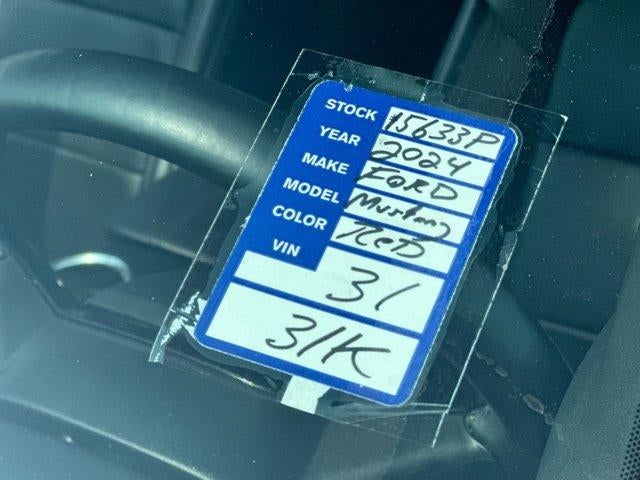 STOCK 15633P
YEAR 2024
MAKE FORD
MODEL Mustang
COLOR ReD
VIN
31
31K